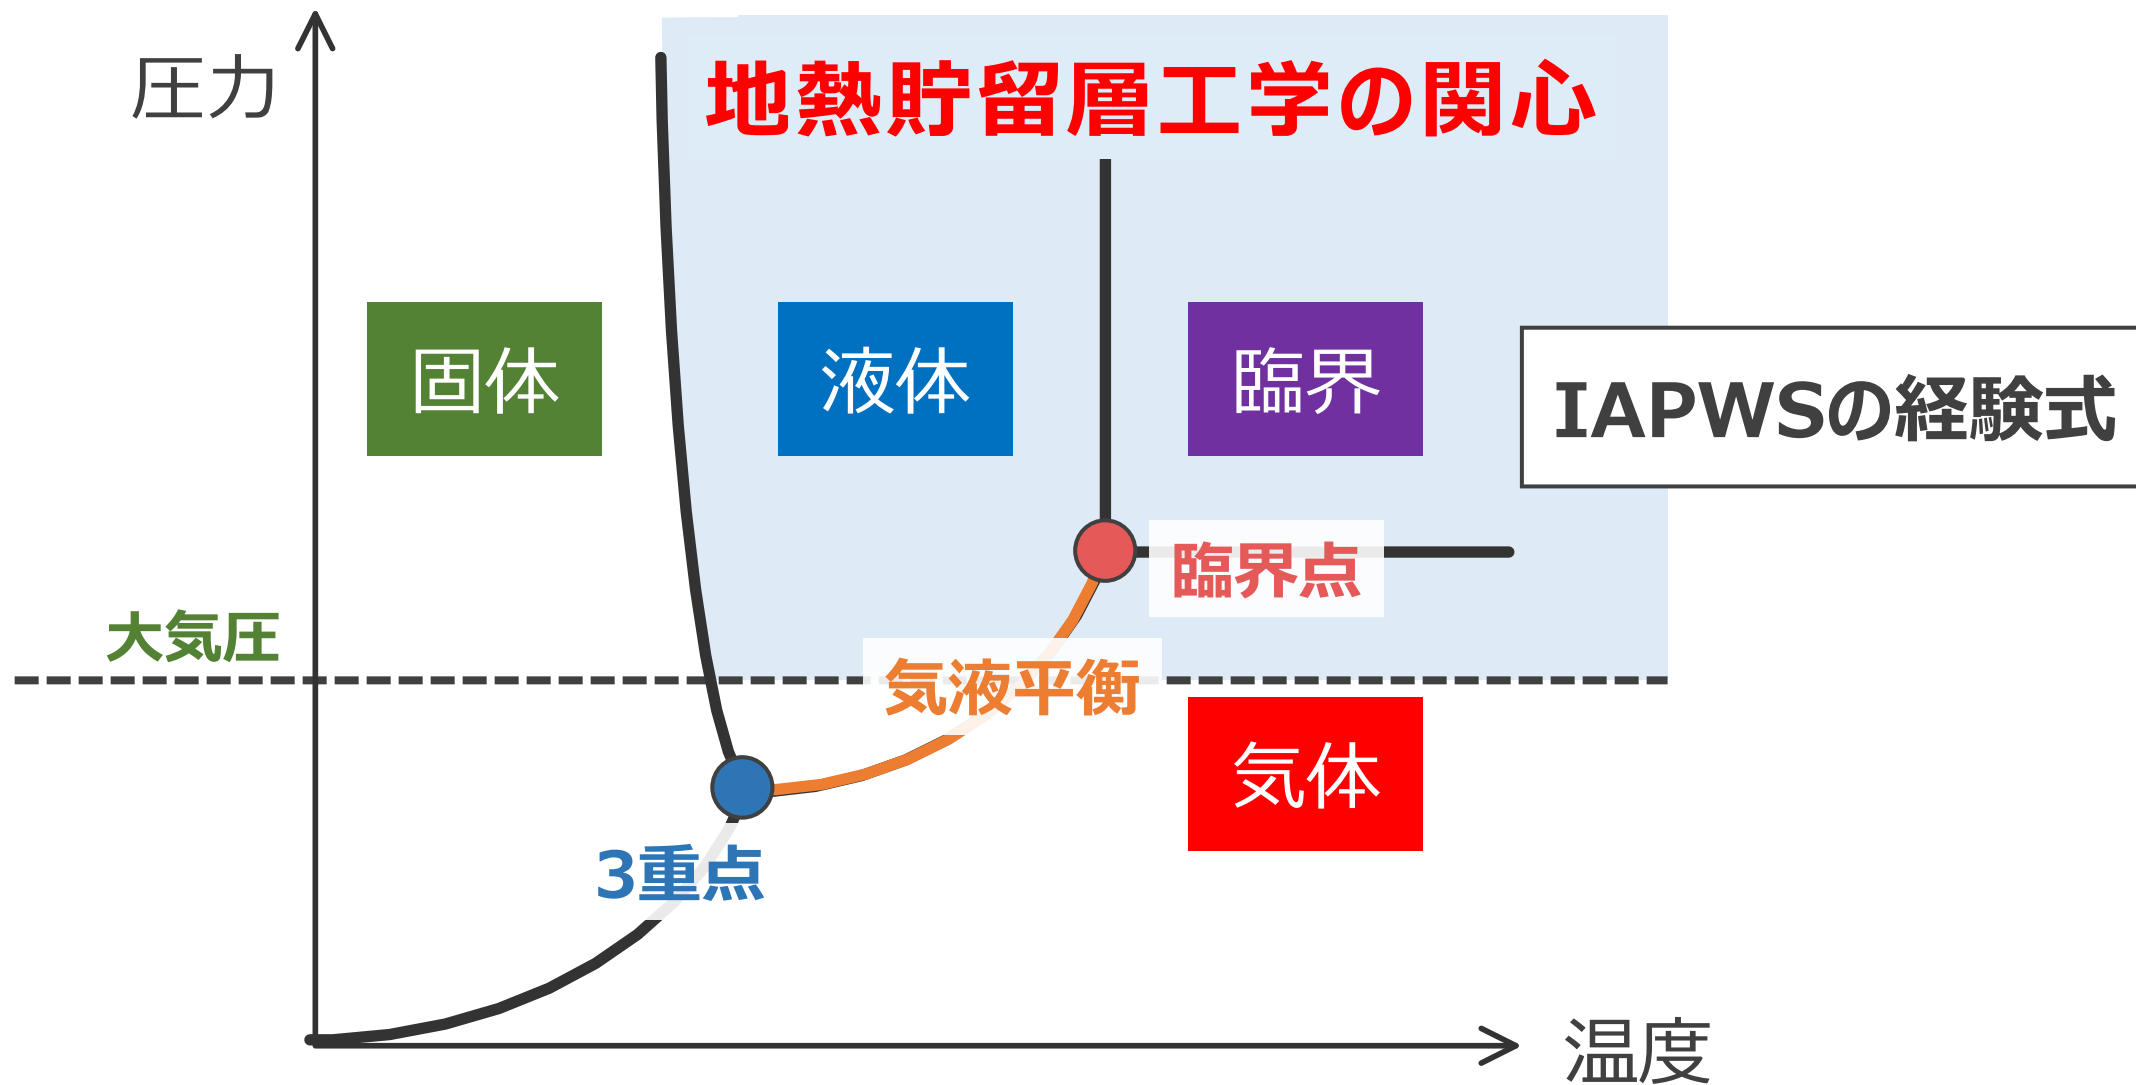 圧力
地熱貯留層工学の関心
固体
液体
臨界
IAPWSの経験式
臨界点
大気圧
気液平衡
気体
3重点
温度